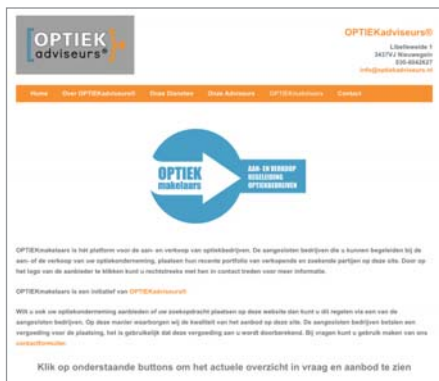 OPTIEK
adviseurs®
OPTIEKadviseurs®
Libellenweide 1
3437VJ Nieuwegein
030-6042627
info@optiekadviseurs.nl
Home Over OPTIEKadviseurs® Onze Diensten Onze Adviseurs OPTIEKmakelaars Contact
OPTIEK
makelaars
AAN- EN VERKOOP
BEGELEIDING
OPTIEKBEDRIJVEN
OPTIEKmakelaars is hét platform voor de aan- en verkoop van optiekbedrijven. De aangesloten bedrijven die u kunnen begeleiden bij de
aan- of de verkoop van uw optiekonderneming, plaatsen hun recente portfolio van verkopende en zoekende partijen op deze site. Door op
het logo van de aanbieder te klikken kunt u rechtstreeks met hen in contact treden voor meer informatie.
OPTIEKmakelaars is een initiatief van OPTIEKadviseurs®
Wilt u ook uw optiekonderneming aanbieden of uw zoekopdracht plaatsen op deze website dan kunt u dit regelen via een van de
aangesloten bedrijven. Op deze manier waarborgen wij de kwaliteit van het aanbod op deze site. De aangesloten bedrijven betalen een
vergoeding voor de plaatsing, het is gebruikelijk dat deze vergoeding aan u wordt doorberekend. Bij vragen kunt u gebruik maken van ons
contactformulier.
Klik op onderstaande buttons om het actuele overzicht in vraag en aanbod te zien